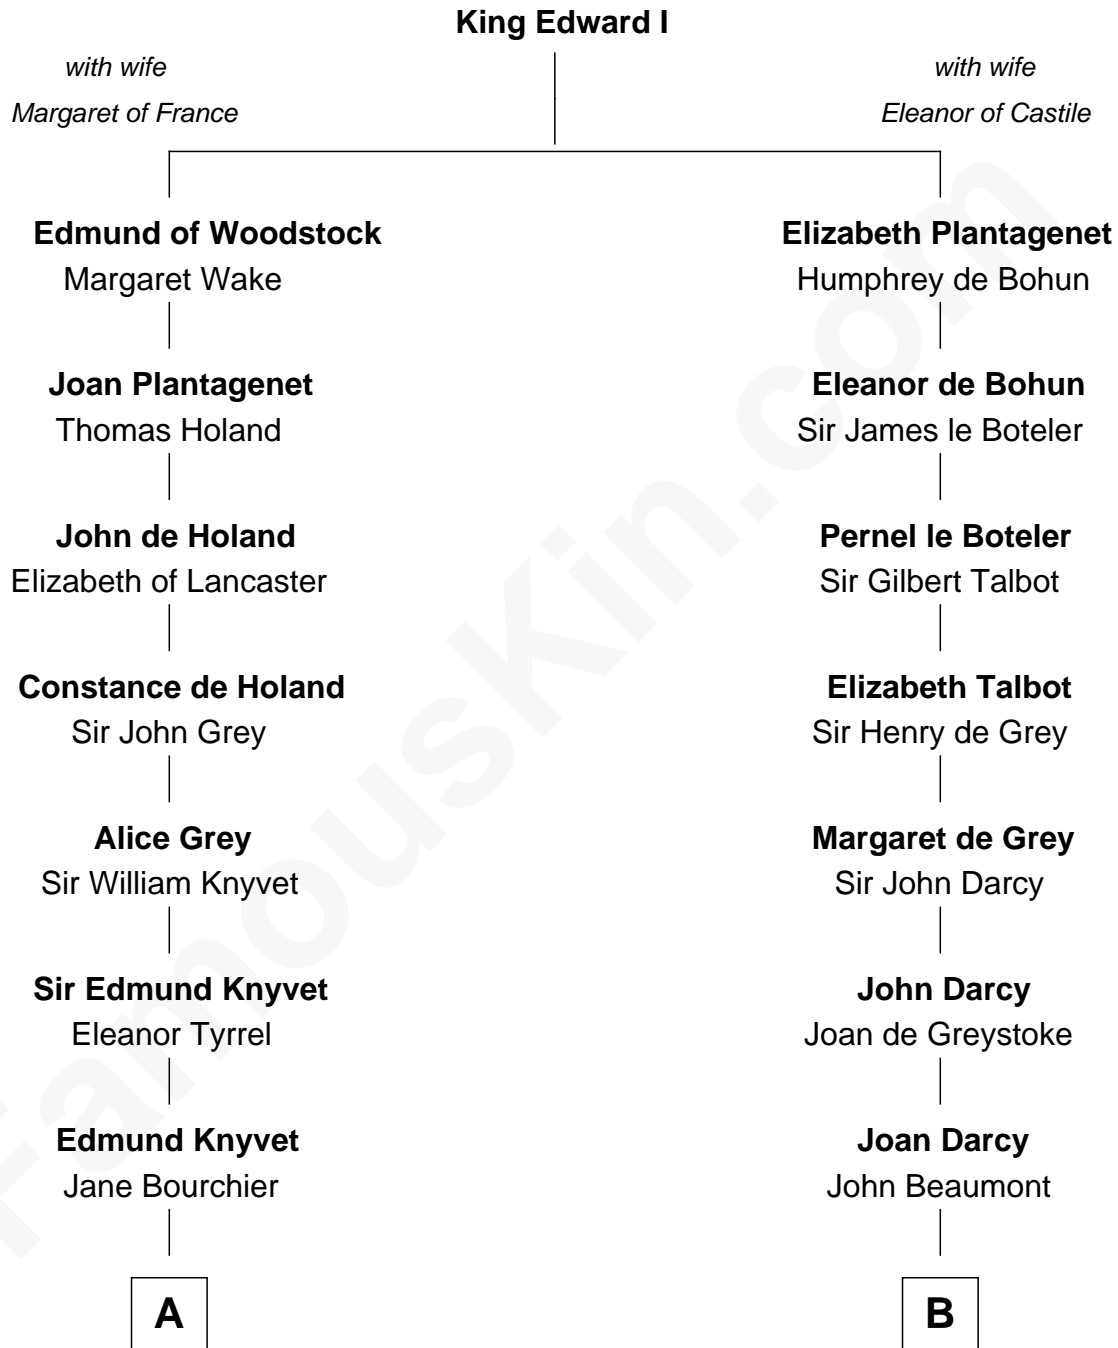 King Edward I
with wife
Margaret of France
with wife
Eleanor of Castile
Edmund of Woodstock
Margaret Wake
Elizabeth Plantagenet
Humphrey de Bohun
Joan Plantagenet
Thomas Holand
Eleanor de Bohun
Sir James le Boteler
John de Holand
Elizabeth of Lancaster
Pernel le Boteler
Sir Gilbert Talbot
Constance de Holand
Sir John Grey
Elizabeth Talbot
Sir Henry de Grey
Alice Grey
Sir William Knyvet
Margaret de Grey
Sir John Darcy
Sir Edmund Knyvet
Eleanor Tyrrel
John Darcy
Joan de Greystoke
Edmund Knyvet
Jane Bourchier
Joan Darcy
John Beaumont
A
B
FamousKin.com